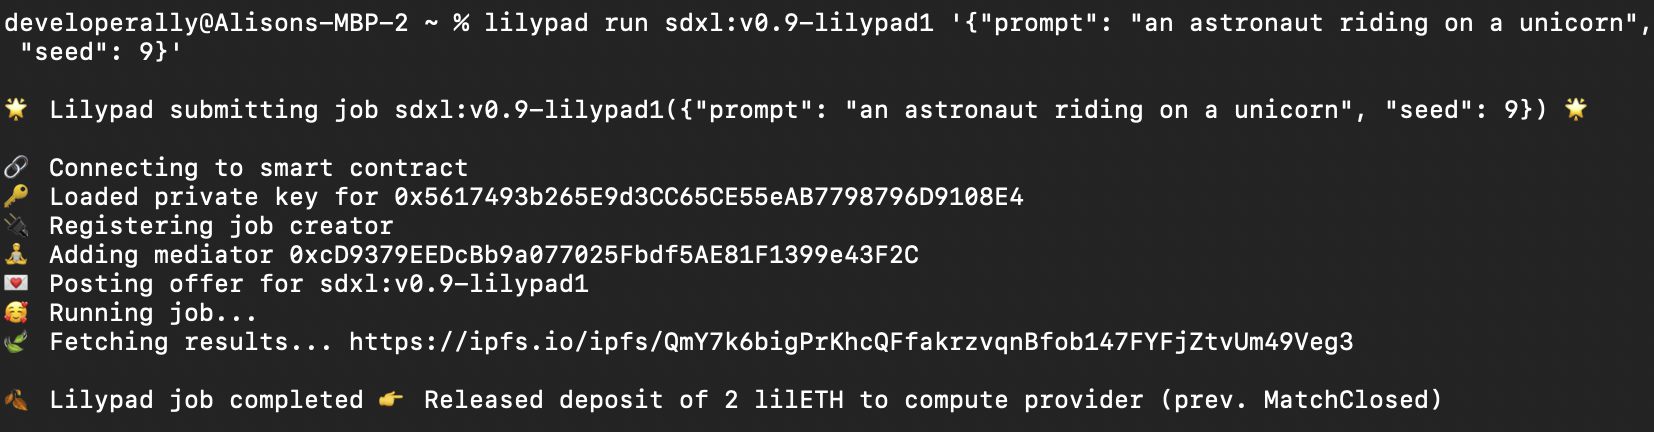 developerally@Alisons-MBP-2 ~ % lilypad run sdxl:v0.9-lilypad1 '{"prompt": "an astronaut riding on a unicorn",
"seed": 9}'
🌟 Lilypad submitting job sdxl:v0.9-lilypad1({"prompt": "an astronaut riding on a unicorn", "seed": 9}) 🌟
🔗 Connecting to smart contract
🔑 Loaded private key for 0x5617493b265E9d3CC65CE55eAB7798796D9108E4
🔌 Registering job creator
🧘 Adding mediator 0xcD9379EEDcBb9a077025Fbdf5AE81F1399e43F2C
💌 Posting offer for sdxl:v0.9-lilypad1
🥰 Running job...
🍃 Fetching results... https://ipfs.io/ipfs/QmY7k6bigPrKhcQFfakrzvqnBfob147FYFjZtvUm49Veg3
🍂 Lilypad job completed 👉 Released deposit of 2 lilETH to compute provider (prev. MatchClosed)